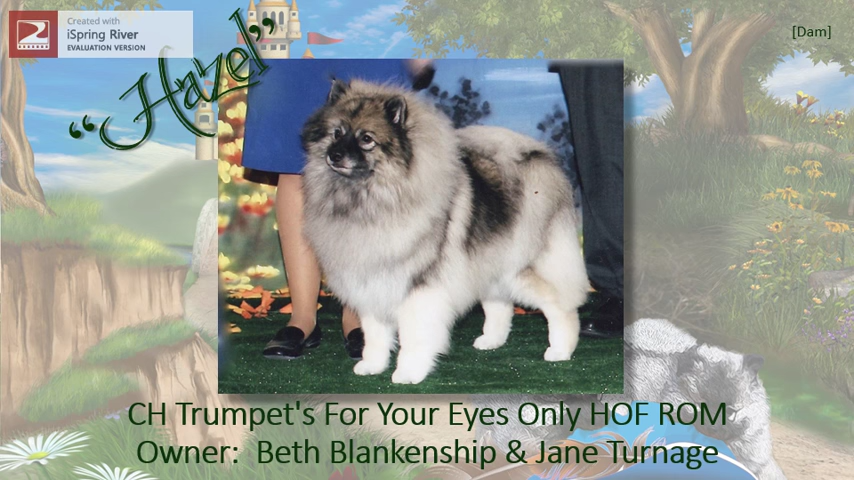 Created with
iSpring River
EVALUATION VERSION
[Dam]
“Hazel”
CH Trumpet's For Your Eyes Only HOF ROM
Owner: Beth Blankenship & Jane Turnage